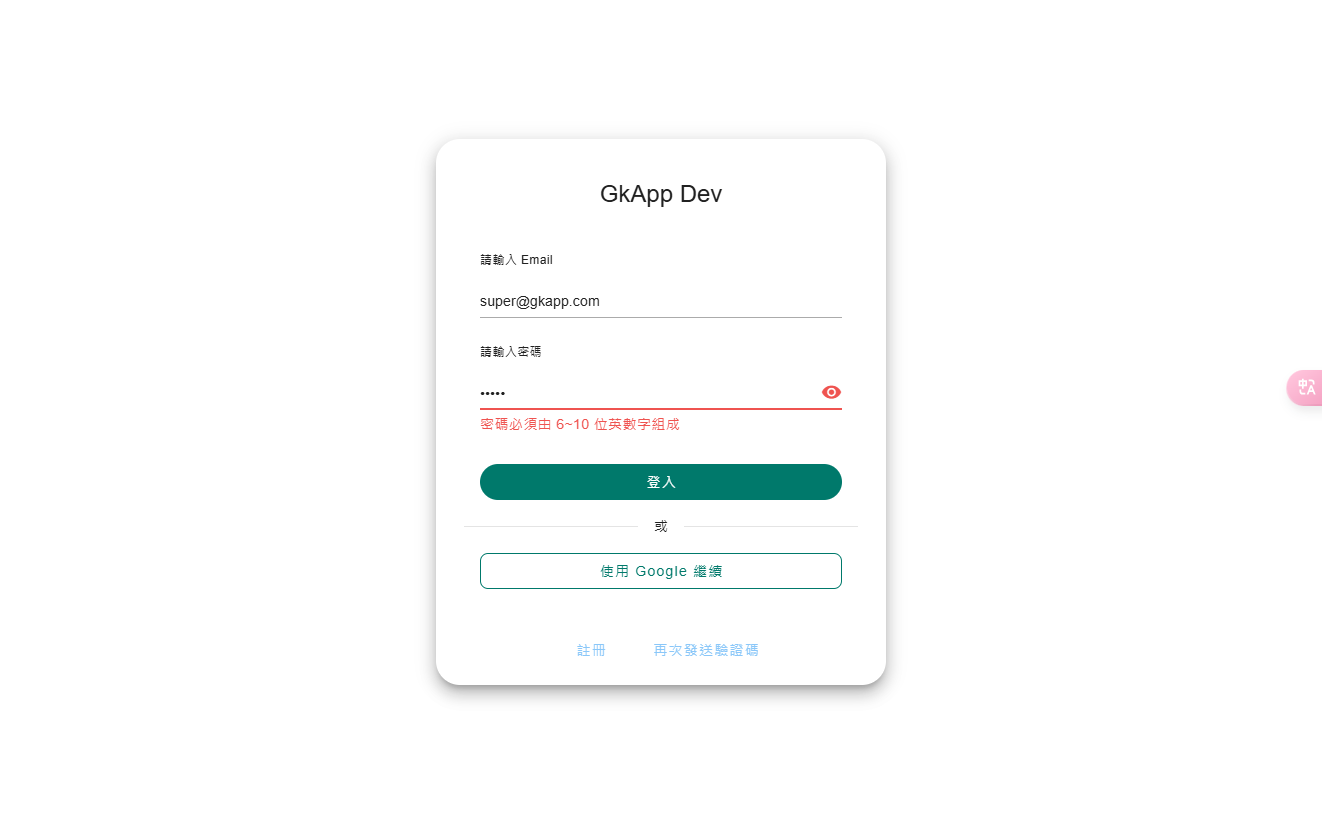 GkApp Dev
請輸入 Email
super@gkapp.com
請輸入密碼
•••••
密碼必須由 6~10 位英數字組成
登入
或
使用 Google 繼續
註冊 再次發送驗證碼
中A